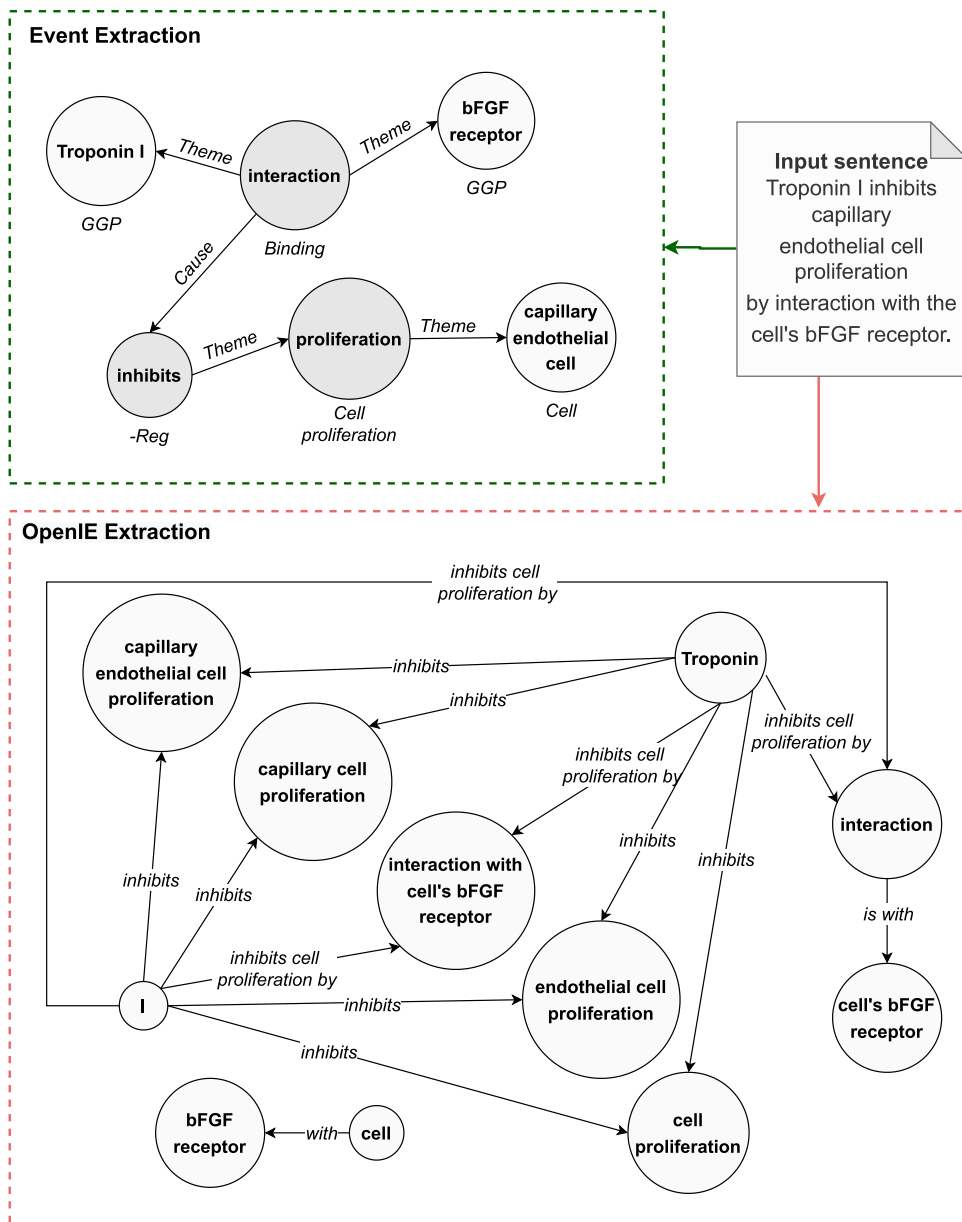 Event Extraction
Troponin I
GGP
Theme
interaction
Binding
Theme
bFGF
receptor
GGP
Cause
inhibits
-Reg
Theme
proliferation
Cell
proliferation
Theme
capillary
endothelial
cell
Cell
Input sentence
Troponin I inhibits
capillary
endothelial cell
proliferation
by interaction with the
cell's bFGF receptor.
OpenIE Extraction
inhibits cell
proliferation by
capillary
endothelial cell
proliferation
inhibits
Troponin
inhibits
capillary cell
proliferation
inhibits cell
proliferation by
inhibits cell
proliferation by
interaction
interaction with
cell's bFGF
receptor
inhibits
inhibits
inhibits
inhibits
is with
inhibits cell
proliferation by
endothelial cell
proliferation
cell's bFGF
receptor
I
inhibits
inhibits
bFGF
receptor
with
cell
cell
proliferation